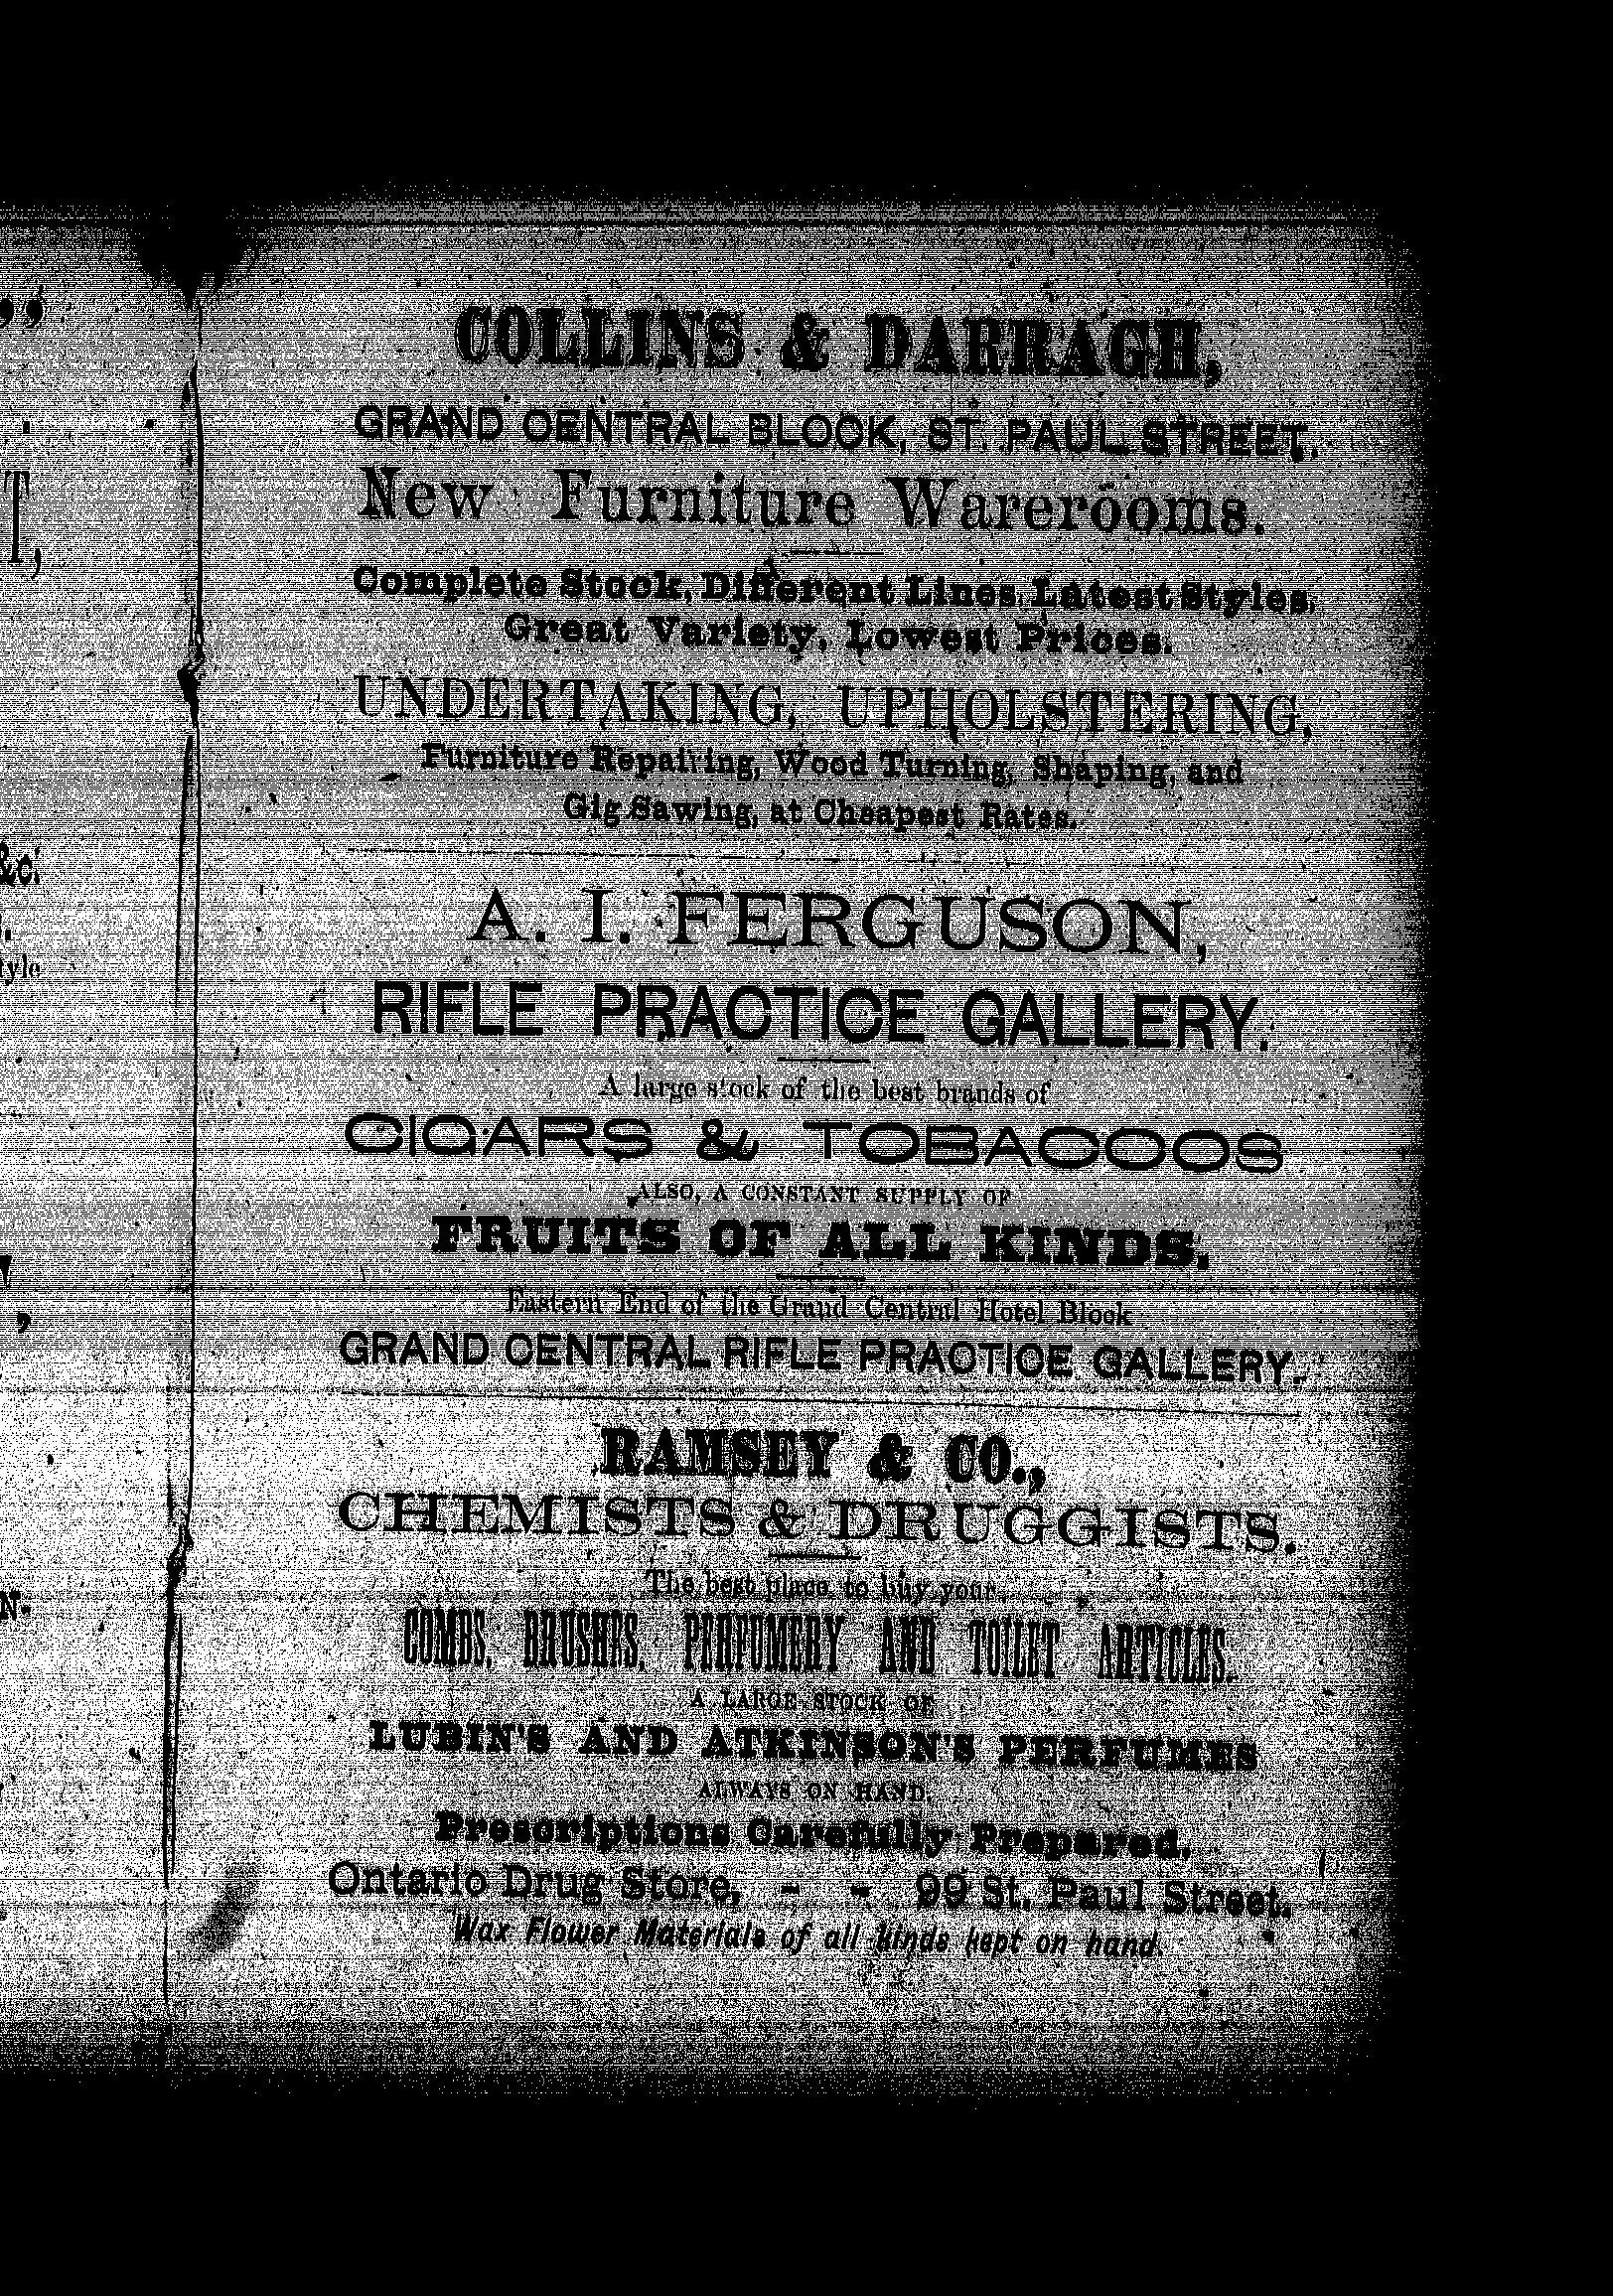 COLLINS & DARRAGH,
GRAND CENTRAL BLOCK, ST. PAUL STREET.
New Furniture Warerooms.
Complete Stock, Different Lines, Latest Styles,
Great Variety, Lowest Prices.
UNDERTAKING, UPHOLSTERING,
Furniture Repairing, Wood Turning, Shaping, and
Gig Sawing, at Cheapest Rates.
A. I. FERGUSON,
RIFLE PRACTICE GALLERY.
A large stock of the best brands of
CIGARS & TOBACCOS
ALSO, A CONSTANT SUPPLY OF
FRUITS OF ALL KINDS.
Eastern End of the Grand Central Hotel Block
GRAND CENTRAL RIFLE PRACTICE GALLERY.
RAMSEY & CO.,
CHEMISTS & DRUGGISTS.
The best place to buy your
COMBS, BRUSHES, PERFUMERY AND TOILET ARTICLES.
A LARGE STOCK OF
LUBIN'S AND ATKINSON'S PERFUMES
ALWAYS ON HAND.
Prescriptions Carefully Prepared.
Ontario Drug Store, - - 99 St. Paul Street.
Wax Flower Materials of all kinds kept on hand.